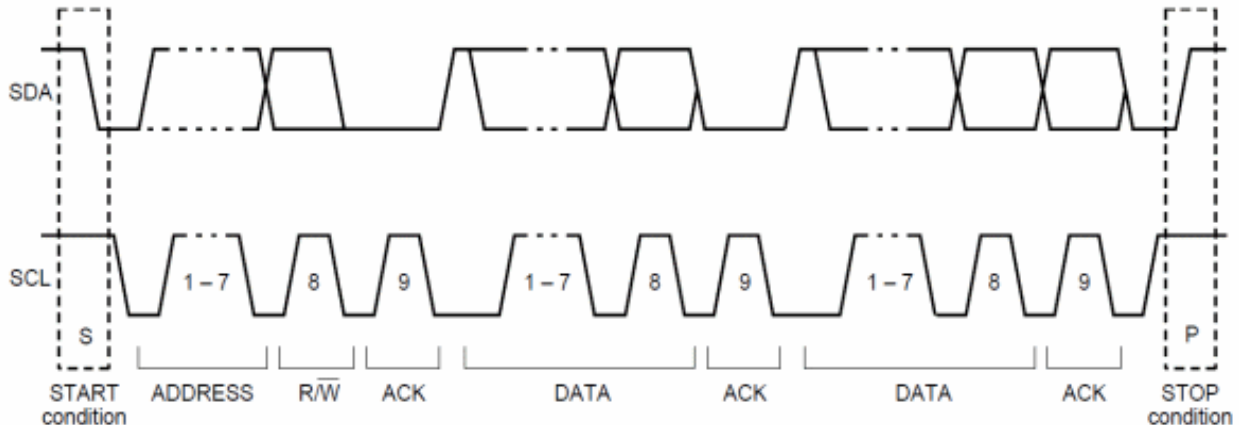 SDA
SCL
1 – 7 8 9 1 – 7 8 9 1 – 7 8 9
S P
START ADDRESS R/W̅ ACK DATA ACK DATA ACK STOP
condition condition